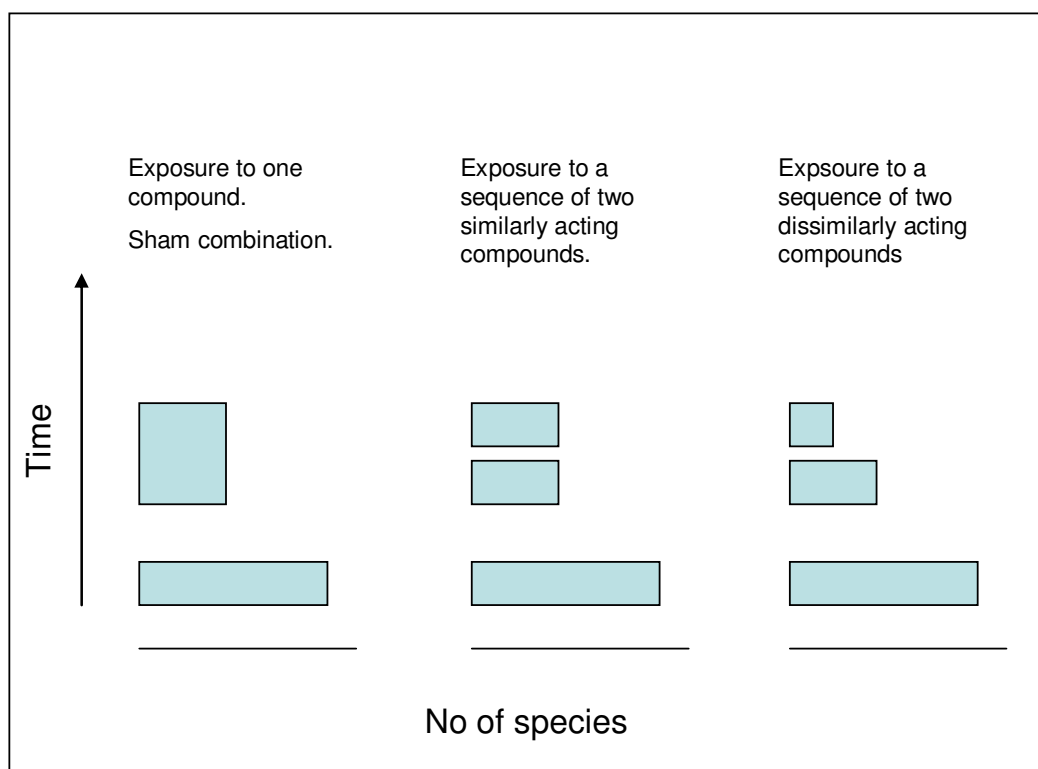 Exposure to one
compound.
Sham combination.
Exposure to a
sequence of two
similarly acting
compounds.
Expsoure to a
sequence of two
dissimilarly acting
compounds
Time
No of species